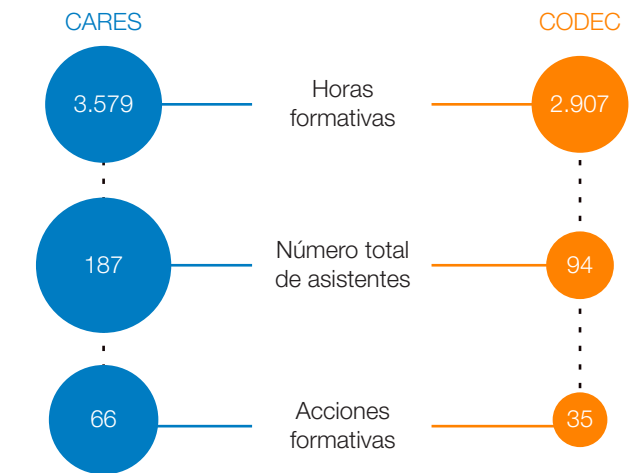 CARES
CODEC
3.579
Horas
formativas
2.907
187
Número total
de asistentes
94
66
Acciones
formativas
35